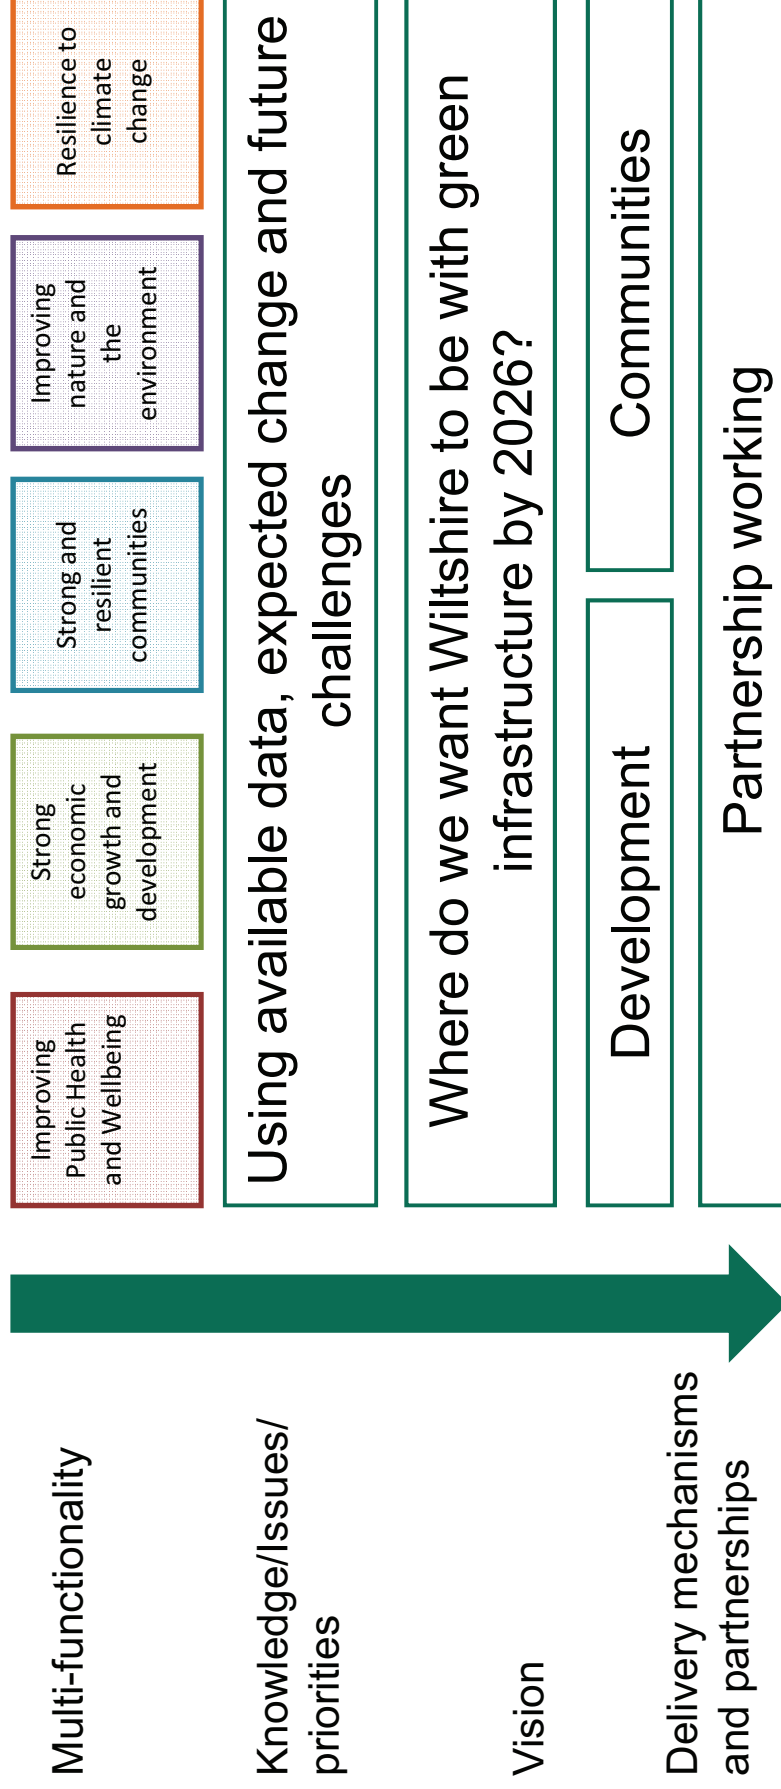 Multi-functionality
Improving
Public Health
and Wellbeing
Strong
economic
growth and
development
Strong and
resilient
communities
Improving
nature and
the
environment
Resilience to
climate
change
Knowledge/Issues/
priorities
Using available data, expected change and future
challenges
Vision
Where do we want Wiltshire to be with green
infrastructure by 2026?
Delivery mechanisms
and partnerships
Development
Communities
Partnership working